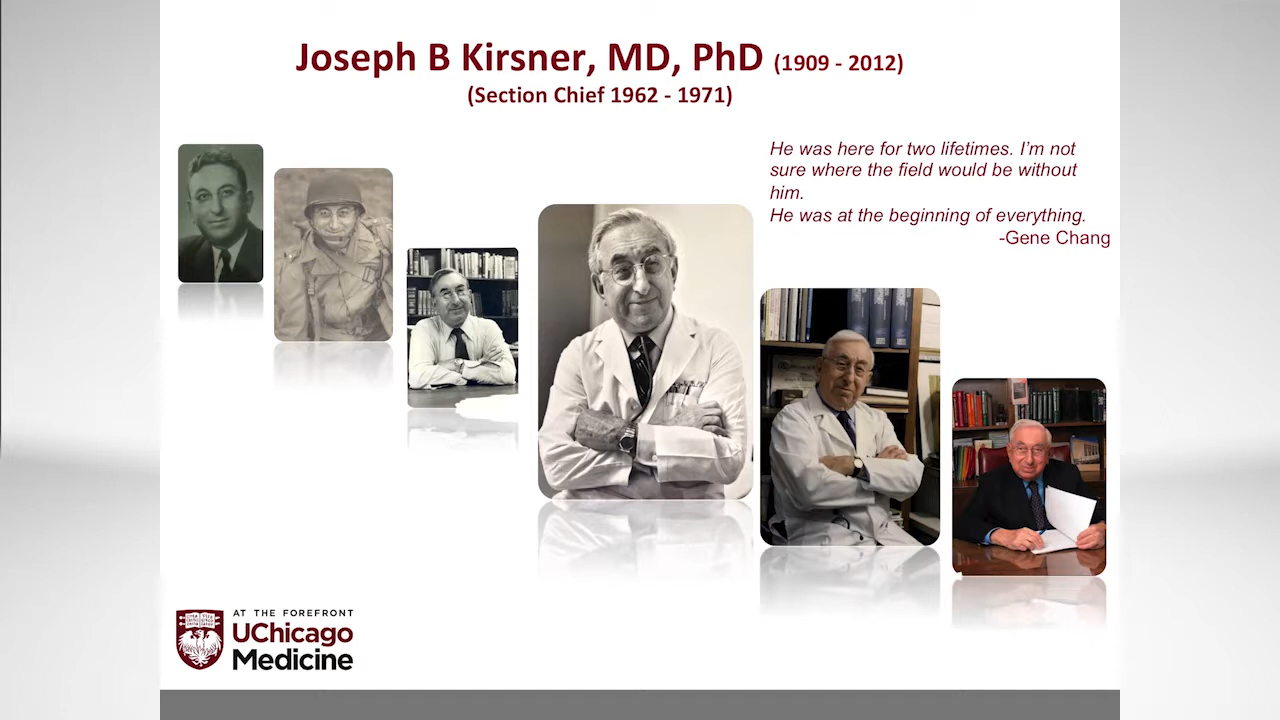 Joseph B Kirsner, MD, PhD (1909 - 2012)
(Section Chief 1962 - 1971)
He was here for two lifetimes. I'm not
sure where the field would be without
him.
He was at the beginning of everything.
-Gene Chang
AT THE FOREFRONT
UChicago
Medicine